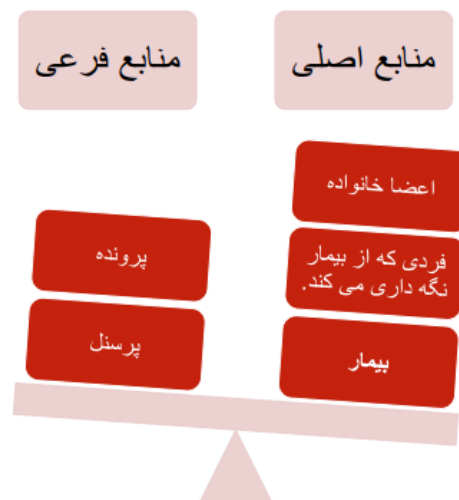 منابع اصلی
منابع فرعی
اعضا خانواده
فردی که از بیمار
نگه داری می کند.
بیمار
پرونده
پرسنل